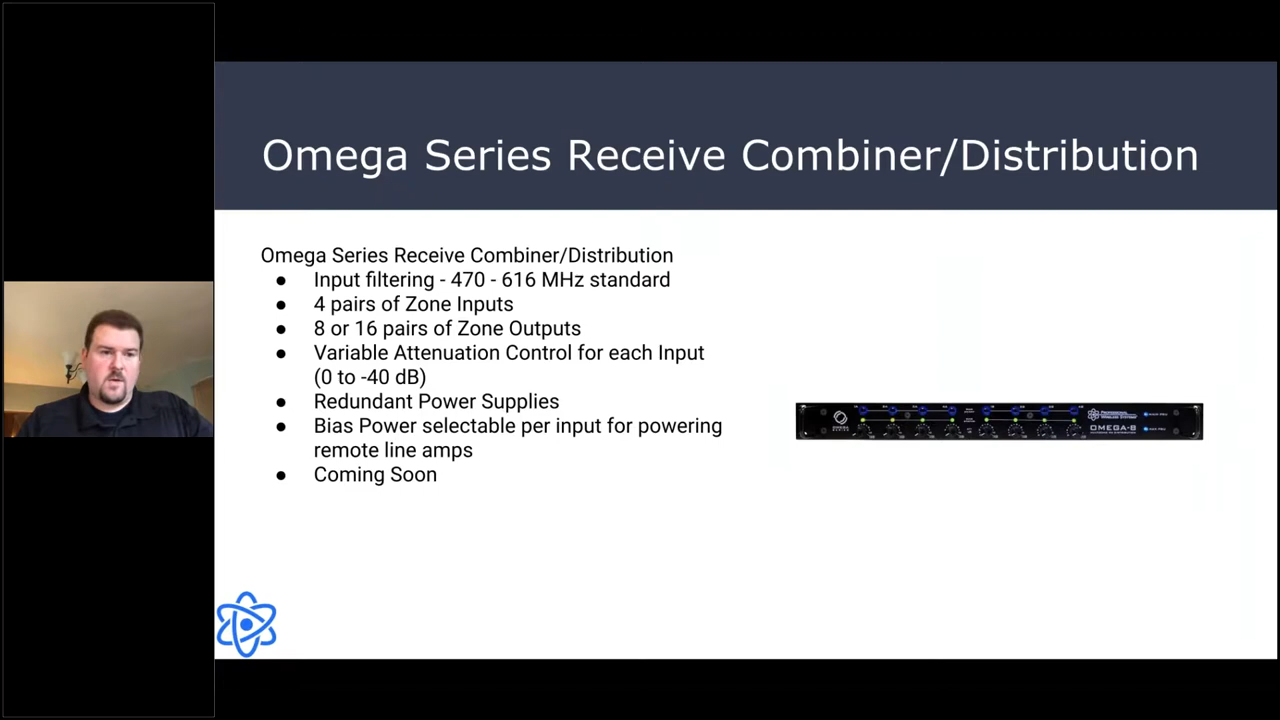 Omega Series Receive Combiner/Distribution
Omega Series Receive Combiner/Distribution
● Input filtering - 470 - 616 MHz standard
● 4 pairs of Zone Inputs
● 8 or 16 pairs of Zone Outputs
● Variable Attenuation Control for each Input
(0 to -40 dB)
● Redundant Power Supplies
● Bias Power selectable per input for powering
remote line amps
● Coming Soon
OMEGA-8